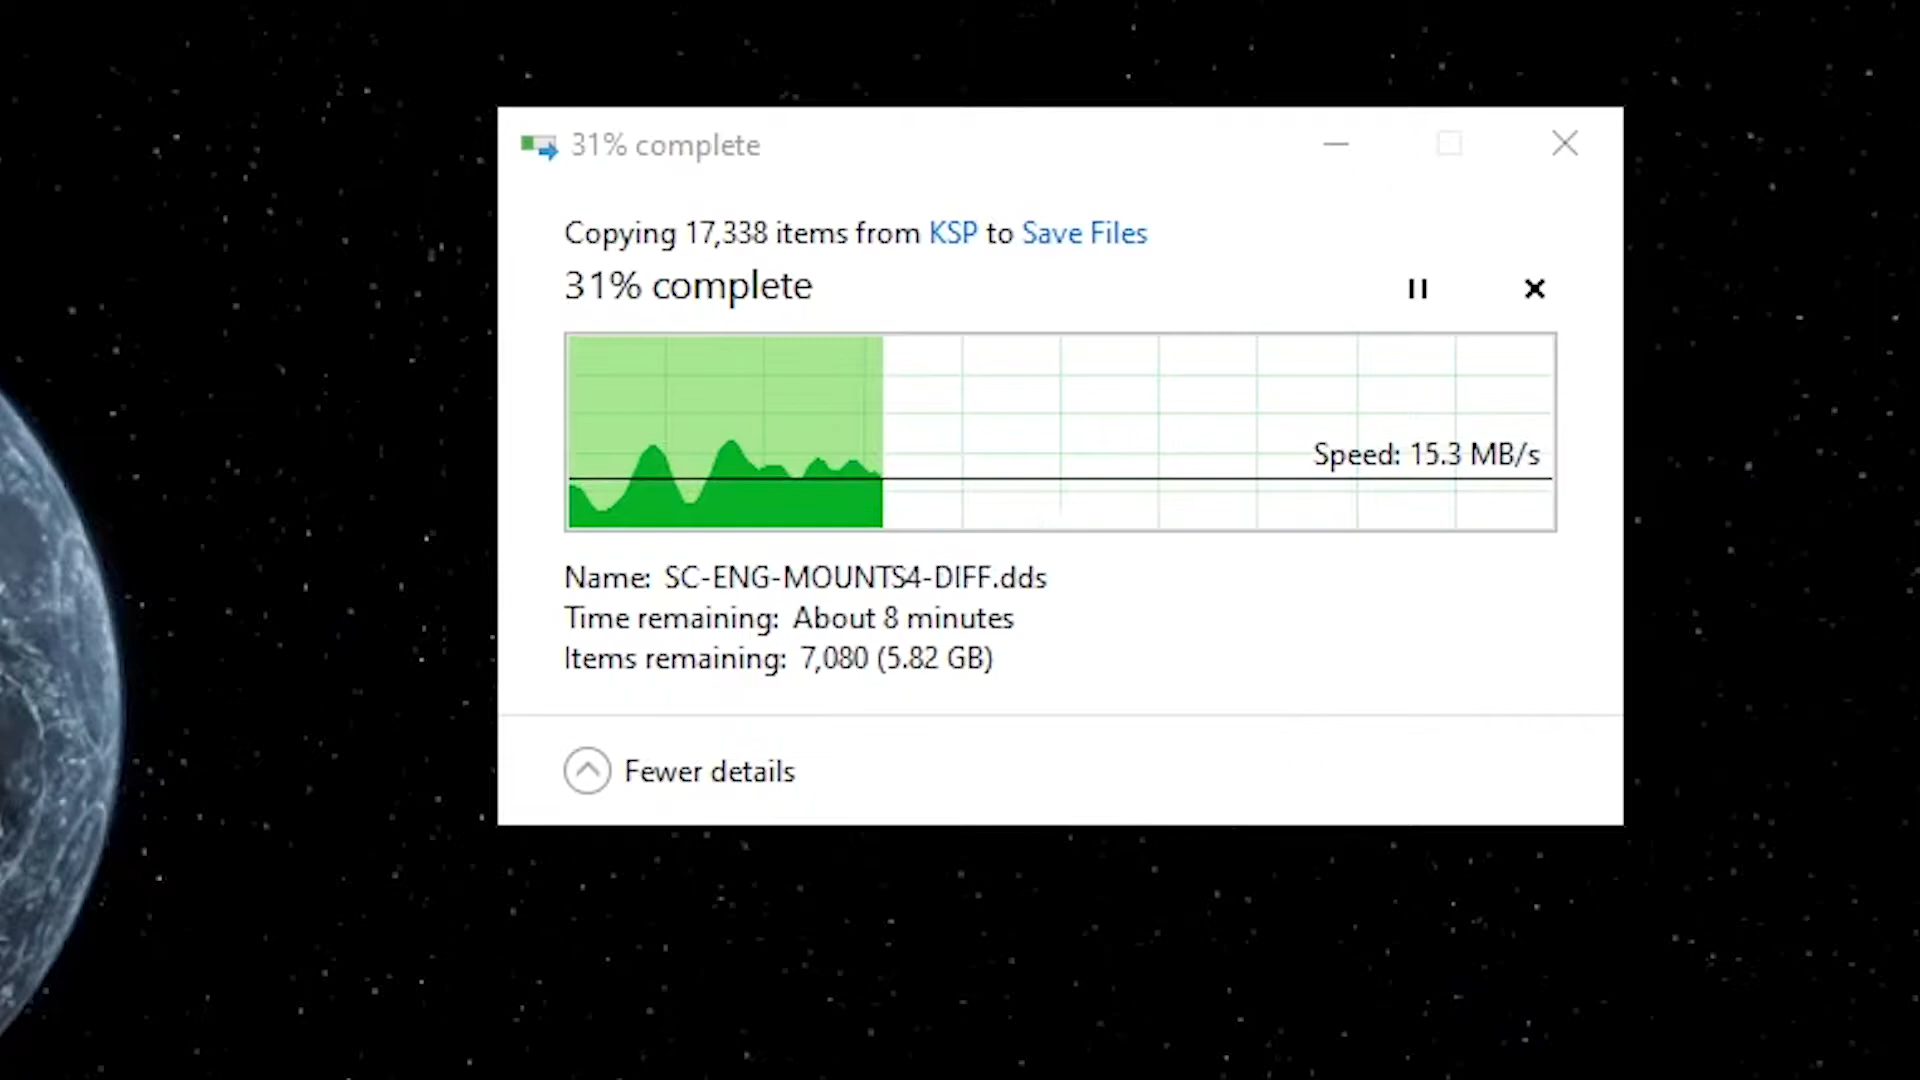 31% complete
Copying 17,338 items from KSP to Save Files
31% complete
Speed: 15.3 MB/s
Name: SC-ENG-MOUNTS4-DIFF.dds
Time remaining: About 8 minutes
Items remaining: 7,080 (5.82 GB)
Fewer details